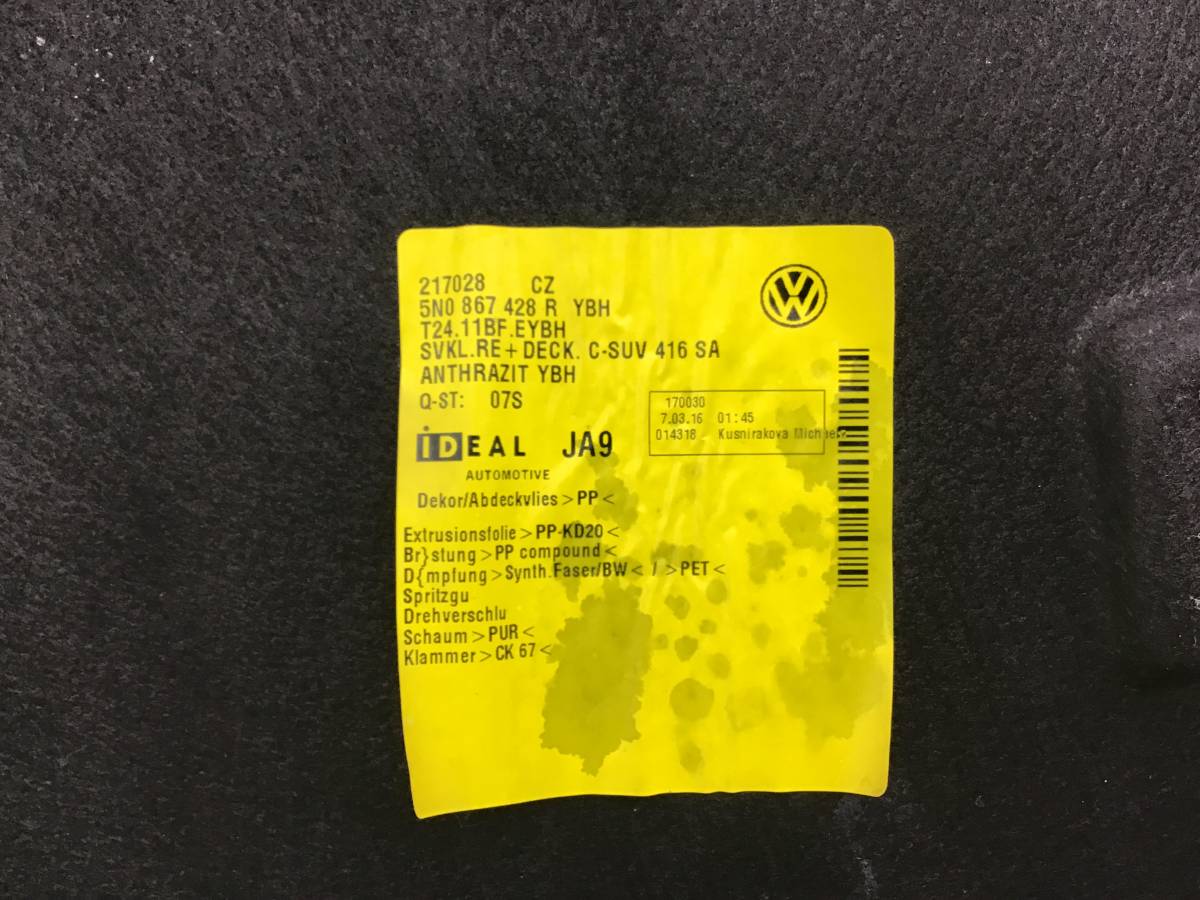 217028 CZ
5N0 867 428 R YBH
T24.11BF.EYBH
SVKL.RE+DECK. C-SUV 416 SA
ANTHRAZIT YBH
Q-ST: 07S
170030
7.03.16 01:45
014318 Kusnirakova
iDEAL JA9
AUTOMOTIVE
Dekor/Abdeckvlies >PP<
Extrusionsfolie >PP-KD20<
Br}stung >PP compound<
D{mpfung >Synth.Faser/BW< / >PET<
Spritzgu
Drehverschlu
Schaum >PUR<
Klammer >CK 67<